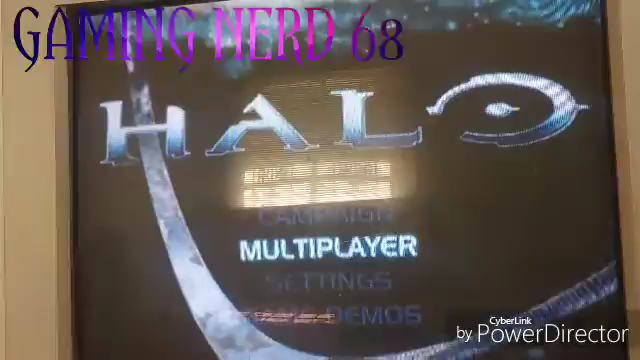 GAMING NERD 68
HALO
CAMPAIGN
MULTIPLAYER
SETTINGS
DEMOS
CyberLink
by PowerDirector